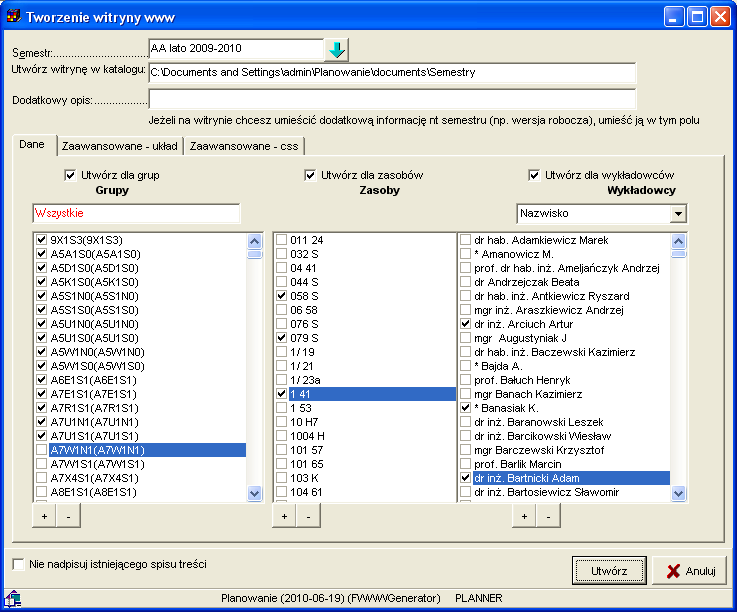 Tworzenie witryny www
Semestr:
AA lato 2009-2010
Utwórz witrynę w katalogu:
C:\Documents and Settings\admin\Planowanie\documents\Semestry
Dodatkowy opis:
Jeżeli na witrynie chcesz umieścić dodatkową informację nt semestru (np. wersja robocza), umieść ją w tym polu
Dane
Zaawansowane - układ
Zaawansowane - css
Utwórz dla grup
Grupy
Wszystkie
9X1S3(9X1S3)
A5A1S0(A5A1S0)
A5D1S0(A5D1S0)
A5K1S0(A5K1S0)
A5S1N0(A5S1N0)
A5S1S0(A5S1S0)
A5U1N0(A5U1N0)
A5U1S0(A5U1S0)
A5W1N0(A5W1N0)
A5W1S0(A5W1S0)
A6E1S1(A6E1S1)
A7E1S1(A7E1S1)
A7R1S1(A7R1S1)
A7U1N1(A7U1N1)
A7U1S1(A7U1S1)
A7W1N1(A7W1N1)
A7W1S1(A7W1S1)
A7X4S1(A7X4S1)
A8E1S1(A8E1S1)
+ -
Utwórz dla zasobów
Zasoby
011 24
032 S
04 41
044 S
058 S
06 58
076 S
079 S
1/ 19
1/ 21
1/ 23a
1 41
1 53
10 H7
1004 H
101 57
101 65
103 K
104 61
+ -
Utwórz dla wykładowców
Wykładowcy
Nazwisko
dr hab. Adamkiewicz Marek
* Amanowicz M.
prof. dr hab. inż. Ameljańczyk Andrzej
dr Andrzejczak Beata
dr hab. inż. Antkiewicz Ryszard
mgr inż. Araszkiewicz Andrzej
dr inż. Arciuch Artur
mgr Augustyniak J
dr hab. inż. Baczewski Kazimierz
* Bajda A.
prof. Bałuch Henryk
mgr Banach Kazimierz
* Banasiak K.
dr inż. Baranowski Leszek
dr inż. Barcikowski Wiesław
mgr Barczewski Krzysztof
prof. Barlik Marcin
dr inż. Bartnicki Adam
dr inż. Bartosiewicz Sławomir
+ -
Nie nadpisuj istniejącego spisu treści
Utwórz
Anuluj
Planowanie (2010-06-19) (FWWWGenerator)
PLANNER